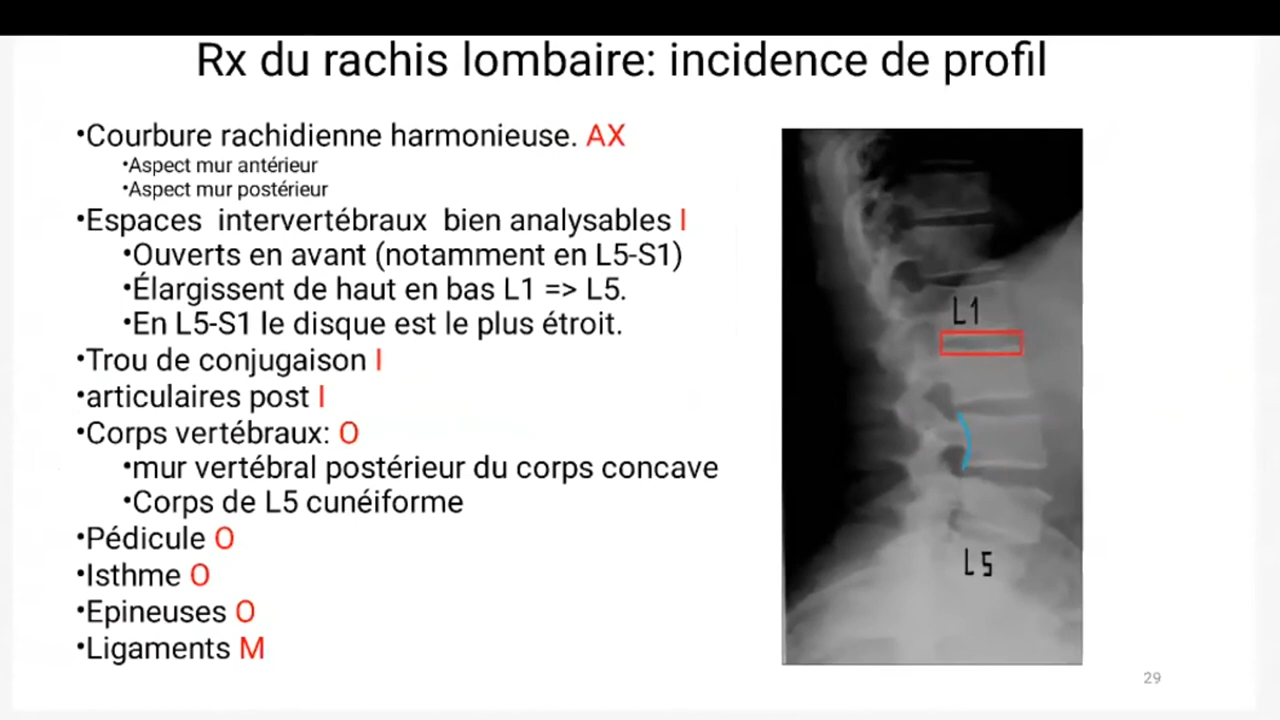 Rx du rachis lombaire: incidence de profil
•Courbure rachidienne harmonieuse. AX
•Aspect mur antérieur
•Aspect mur postérieur
•Espaces intervertébraux bien analysables I
•Ouverts en avant (notamment en L5-S1)
•Élargissent de haut en bas L1 => L5.
•En L5-S1 le disque est le plus étroit.
•Trou de conjugaison I
•articulaires post I
•Corps vertébraux: O
•mur vertébral postérieur du corps concave
•Corps de L5 cunéiforme
•Pédicule O
•Isthme O
•Epineuses O
•Ligaments M
L1
L5
29